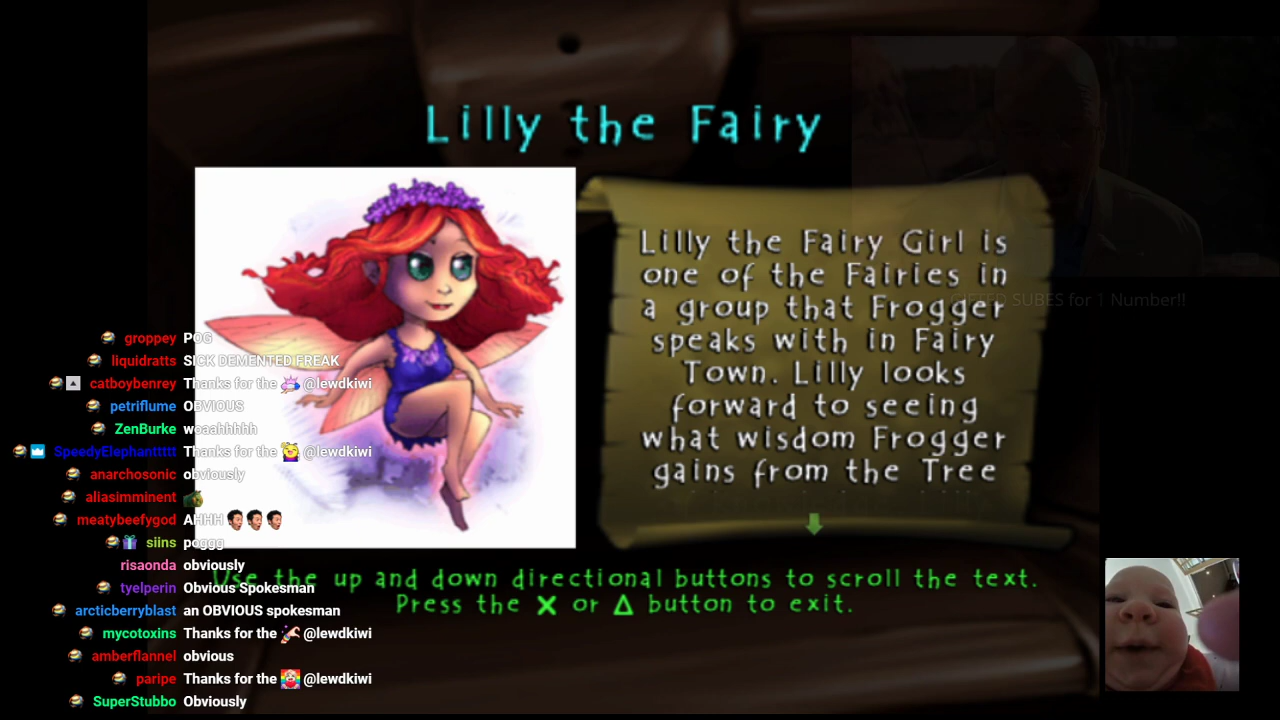 Lilly the Fairy
Lilly the Fairy Girl is
one of the Fairies in
a group that Frogger
speaks with in Fairy
Town. Lilly looks
forward to seeing
what wisdom Frogger
gains from the Tree
SUBES for 1 Number!!
groppey POG
liquidratts SICK DEMENTED FREAK
catboybenrey Thanks for the @lewdkiwi
petriflume OBVIOUS
ZenBurke woaahhhhh
SpeedyElephanttttt Thanks for the @lewdkiwi
anarchosonic obviously
aliasimminent
meatybeefygod AHHH
siins poggg
risaonda obviously
tyelperin Obvious Spokesman
arcticberryblast an OBVIOUS spokesman
mycotoxins Thanks for the @lewdkiwi
amberflannel obvious
paripe Thanks for the @lewdkiwi
SuperStubbo Obviously
Use the up and down directional buttons to scroll the text.
Press the X or Δ button to exit.